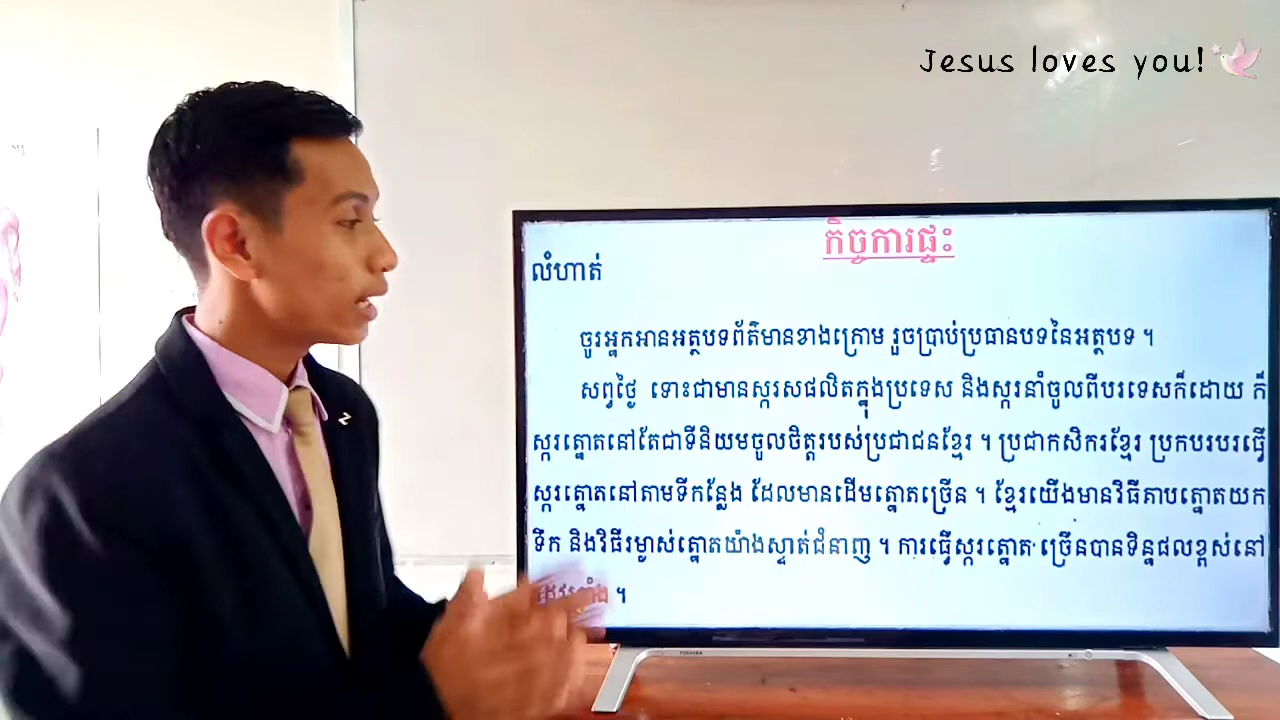 Jesus loves you!
កិច្ចការផ្ទះ
លំហាត់
ចូរអ្នកអានអត្ថបទព័ត៌មានខាងក្រោម រួចប្រាប់ប្រធានបទនៃអត្ថបទ ។
សព្វថ្ងៃ ទោះជាមានស្ករសផលិតក្នុងប្រទេស និងស្ករនាំចូលពីបរទេសក៏ដោយ ក៏
ស្ករត្នោតនៅតែជាទីនិយមចូលចិត្តរបស់ប្រជាជនខ្មែរ ។ ប្រជាកសិករខ្មែរ ប្រកបរបរធ្វើ
ស្ករត្នោតនៅតាមទីកន្លែង ដែលមានដើមត្នោតច្រើន ។ ខ្មែរយើងមានវិធីគាបត្នោតយក
ទឹក និងវិធីរម្ងាស់ត្នោតយ៉ាងស្ទាត់ជំនាញ ។ ការធ្វើស្ករត្នោត ច្រើនបានទិន្នផលខ្ពស់នៅ
។
TOSHIBA